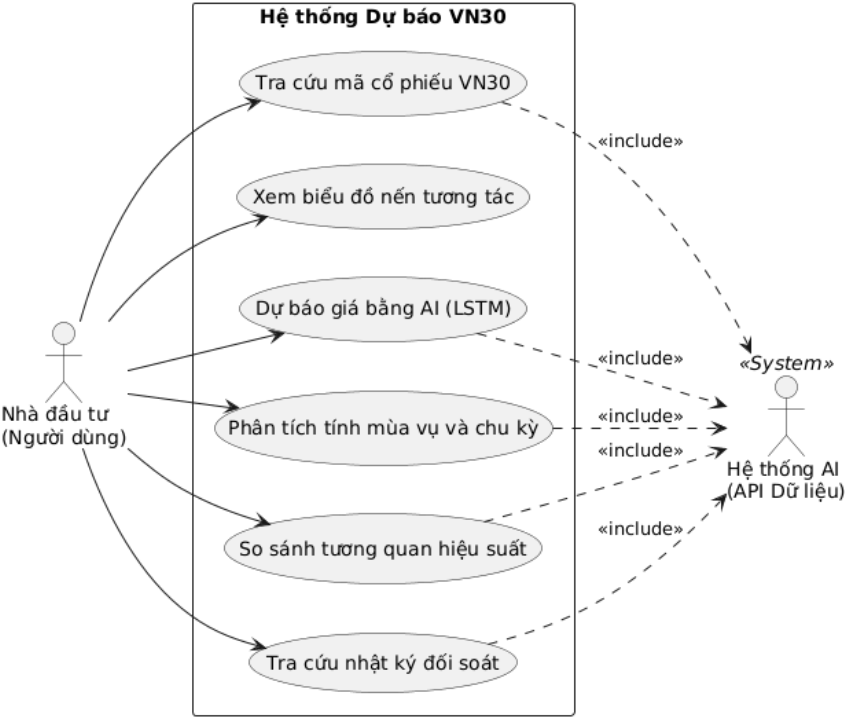 Hệ thống Dự báo VN30
Tra cứu mã cổ phiếu VN30
«include»
Xem biểu đồ nến tương tác
Dự báo giá bằng AI (LSTM)
«include»
«System»
Nhà đầu tư
(Người dùng)
Phân tích tính mùa vụ và chu kỳ
«include»
«include»
Hệ thống AI
(API Dữ liệu)
So sánh tương quan hiệu suất
«include»
Tra cứu nhật ký đối soát